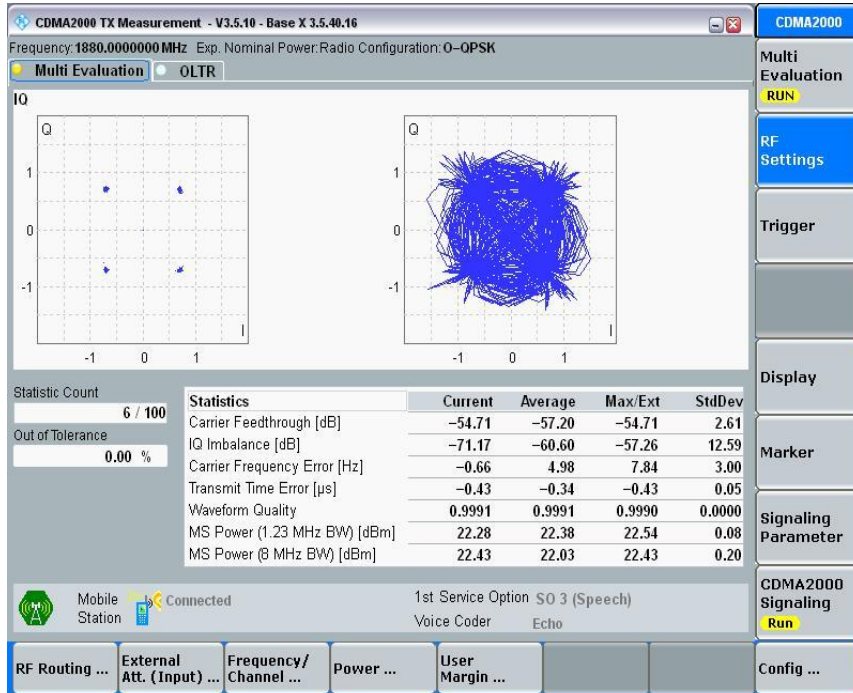 CDMA2000 TX Measurement - V3.5.10 - Base X 3.5.40.16
Frequency: 1880.0000000 MHz Exp. Nominal Power: Radio Configuration: O-QPSK
Multi Evaluation OLTR
IQ
Q
1
0
-1
I
-1 0 1
Q
1
0
-1
I
-1 0 1
Statistic Count
6 / 100
Out of Tolerance
0.00 %
Statistics Current Average Max/Ext StdDev
Carrier Feedthrough [dB] -54.71 -57.20 -54.71 2.61
IQ Imbalance [dB] -71.17 -60.60 -57.26 12.59
Carrier Frequency Error [Hz] -0.66 4.98 7.84 3.00
Transmit Time Error [µs] -0.43 -0.34 -0.43 0.05
Waveform Quality 0.9991 0.9991 0.9990 0.0000
MS Power (1.23 MHz BW) [dBm] 22.28 22.38 22.54 0.08
MS Power (8 MHz BW) [dBm] 22.43 22.03 22.43 0.20
Mobile Station
Connected
1st Service Option SO 3 (Speech)
Voice Coder Echo
CDMA2000
Multi
Evaluation
RUN
RF
Settings
Trigger
Display
Marker
Signaling
Parameter
CDMA2000
Signaling
Run
RF Routing ...
External
Att. (Input) ...
Frequency/
Channel ...
Power ...
User
Margin ...
Config ...